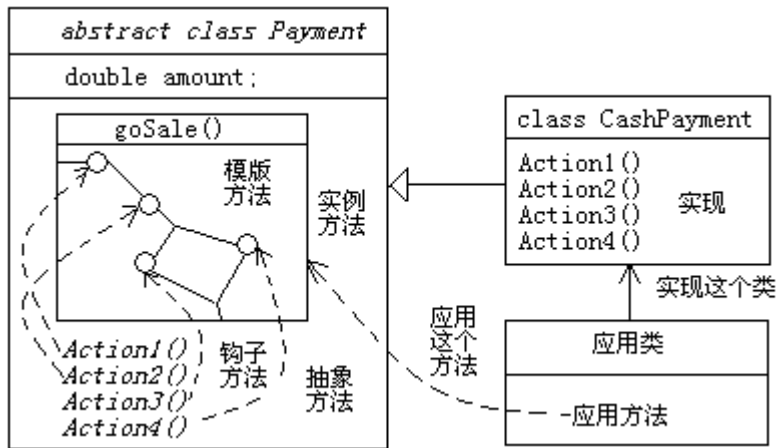 abstract class Payment
double amount;
goSale()
模版
方法
实例
方法
Action1()
Action2()
Action3()'
Action4()
钩子
方法
抽象
方法
class CashPayment
Action1()
Action2()
Action3()
Action4()
实现
实现这个类
应用
这个
方法
应用类
-应用方法